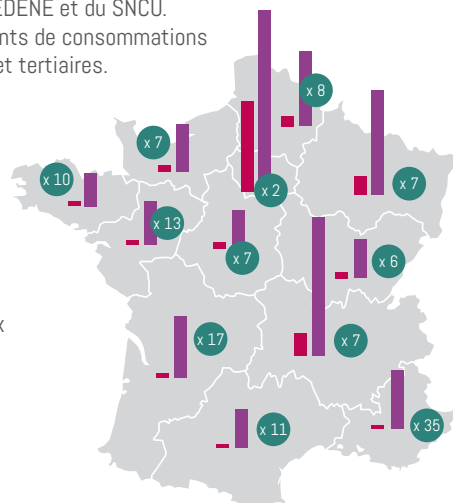 EDENE et du SNCU.
nts de consommations
et tertiaires.
x 8
x 7
x 10
x 2
x 7
x 13
x 7
x 6
x
x 17
x 7
x 11
x 35